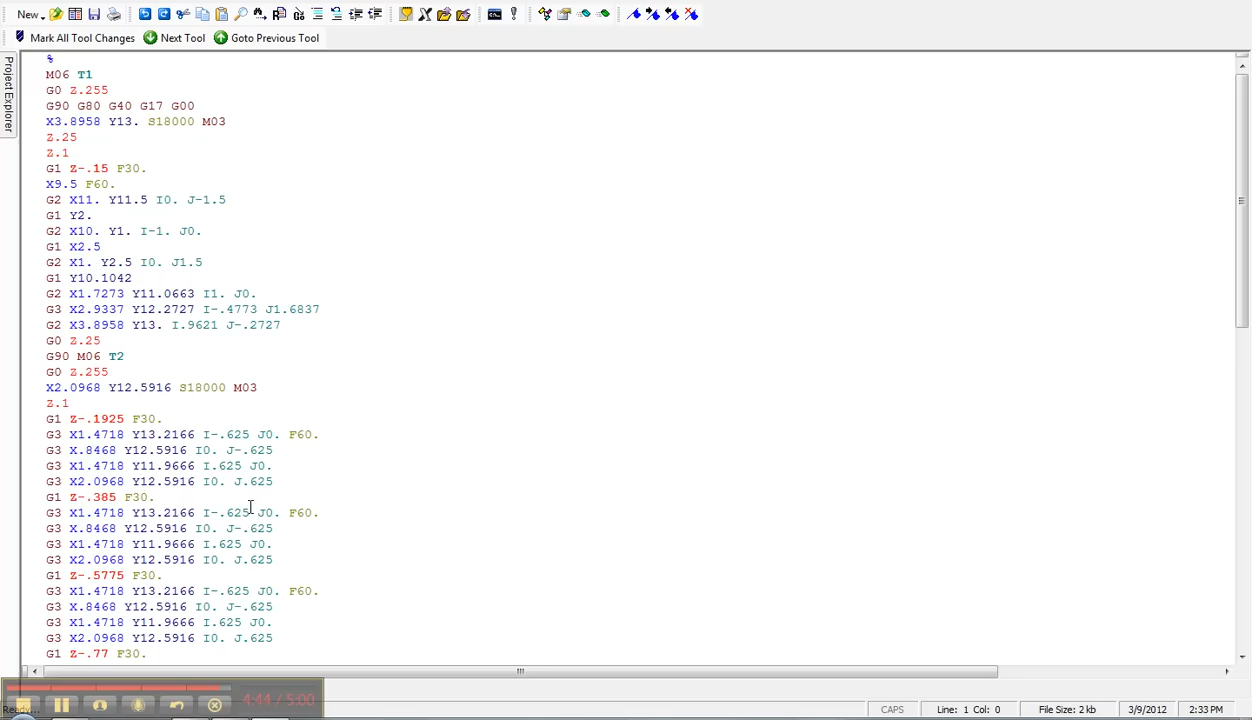 New
Mark All Tool Changes Next Tool Goto Previous Tool
Project Explorer
%
M06 T1
G0 Z.255
G90 G80 G40 G17 G00
X3.8958 Y13. S18000 M03
Z.25
Z.1
G1 Z-.15 F30.
X9.5 F60.
G2 X11. Y11.5 I0. J-1.5
G1 Y2.
G2 X10. Y1. I-1. J0.
G1 X2.5
G2 X1. Y2.5 I0. J1.5
G1 Y10.1042
G2 X1.7273 Y11.0663 I1. J0.
G3 X2.9337 Y12.2727 I-.4773 J1.6837
G2 X3.8958 Y13. I.9621 J-.2727
G0 Z.25
G90 M06 T2
G0 Z.255
X2.0968 Y12.5916 S18000 M03
Z.1
G1 Z-.1925 F30.
G3 X1.4718 Y13.2166 I-.625 J0. F60.
G3 X.8468 Y12.5916 I0. J-.625
G3 X1.4718 Y11.9666 I.625 J0.
G3 X2.0968 Y12.5916 I0. J.625
G1 Z-.385 F30.
G3 X1.4718 Y13.2166 I-.625 J0. F60.
G3 X.8468 Y12.5916 I0. J-.625
G3 X1.4718 Y11.9666 I.625 J0.
G3 X2.0968 Y12.5916 I0. J.625
G1 Z-.5775 F30.
G3 X1.4718 Y13.2166 I-.625 J0. F60.
G3 X.8468 Y12.5916 I0. J-.625
G3 X1.4718 Y11.9666 I.625 J0.
G3 X2.0968 Y12.5916 I0. J.625
G1 Z-.77 F30.
4:44 / 5:00
Ready... CAPS Line: 1 Col: 0 File Size: 2 kb 3/9/2012 2:33 PM